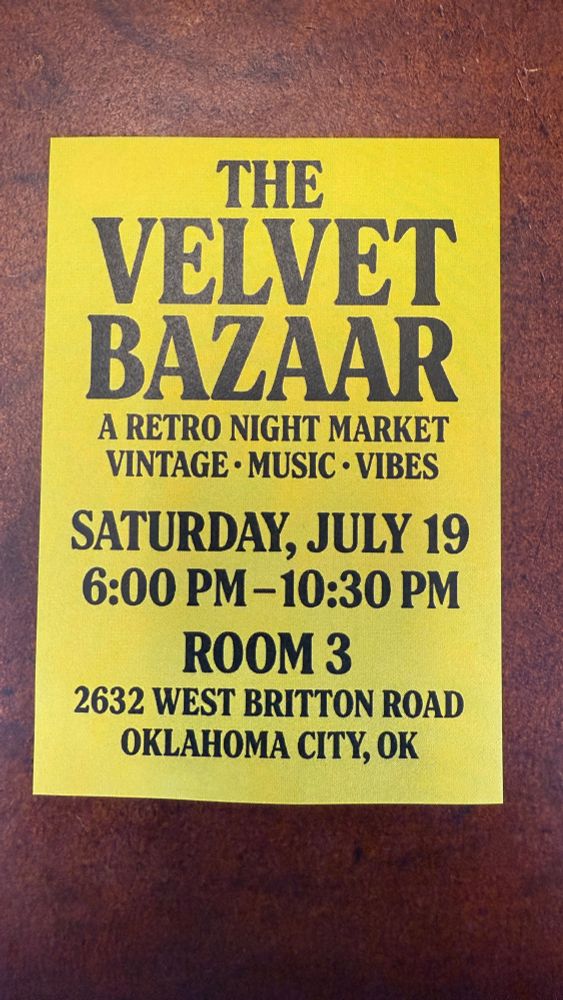 THE
VELVET
BAZAAR
A RETRO NIGHT MARKET
VINTAGE · MUSIC · VIBES
SATURDAY, JULY 19
6:00 PM – 10:30 PM
ROOM 3
2632 WEST BRITTON ROAD
OKLAHOMA CITY, OK